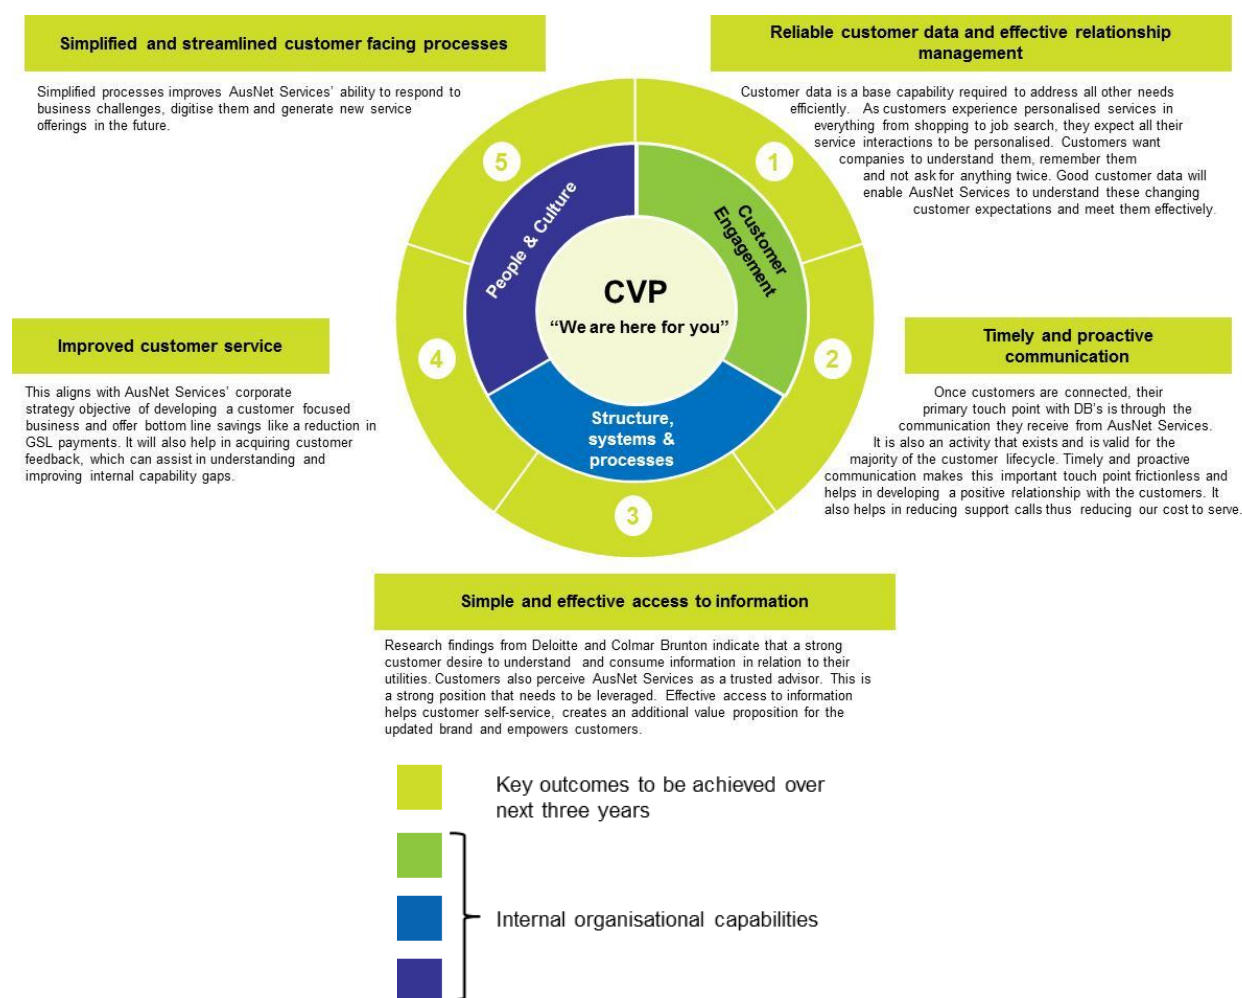 Simplified and streamlined customer facing processes
Simplified processes improves AusNet Services' ability to respond to
business challenges, digitise them and generate new service
offerings in the future.
Reliable customer data and effective relationship
management
Customer data is a base capability required to address all other needs
efficiently. As customers experience personalised services in
everything from shopping to job search, they expect all their
service interactions to be personalised. Customers want
companies to understand them, remember them
and not ask for anything twice. Good customer data will
enable AusNet Services to understand these changing
customer expectations and meet them effectively.
5
1
People & Culture
Customer
Engagement
CVP
“We are here for you”
4
2
Structure,
systems &
processes
3
Improved customer service
This aligns with AusNet Services' corporate
strategy objective of developing a customer focused
business and offer bottom line savings like a reduction in
GSL payments. It will also help in acquiring customer
feedback, which can assist in understanding and
improving internal capability gaps.
Timely and proactive
communication
Once customers are connected, their
primary touch point with DB's is through the
communication they receive from AusNet Services.
It is also an activity that exists and is valid for the
majority of the customer lifecycle. Timely and proactive
communication makes this important touch point frictionless and
helps in developing a positive relationship with the customers. It
also helps in reducing support calls thus reducing our cost to serve.
Simple and effective access to information
Research findings from Deloitte and Colmar Brunton indicate that a strong
customer desire to understand and consume information in relation to their
utilities. Customers also perceive AusNet Services as a trusted advisor. This is
a strong position that needs to be leveraged. Effective access to information
helps customer self-service, creates an additional value proposition for the
updated brand and empowers customers.
Key outcomes to be achieved over
next three years
Internal organisational capabilities